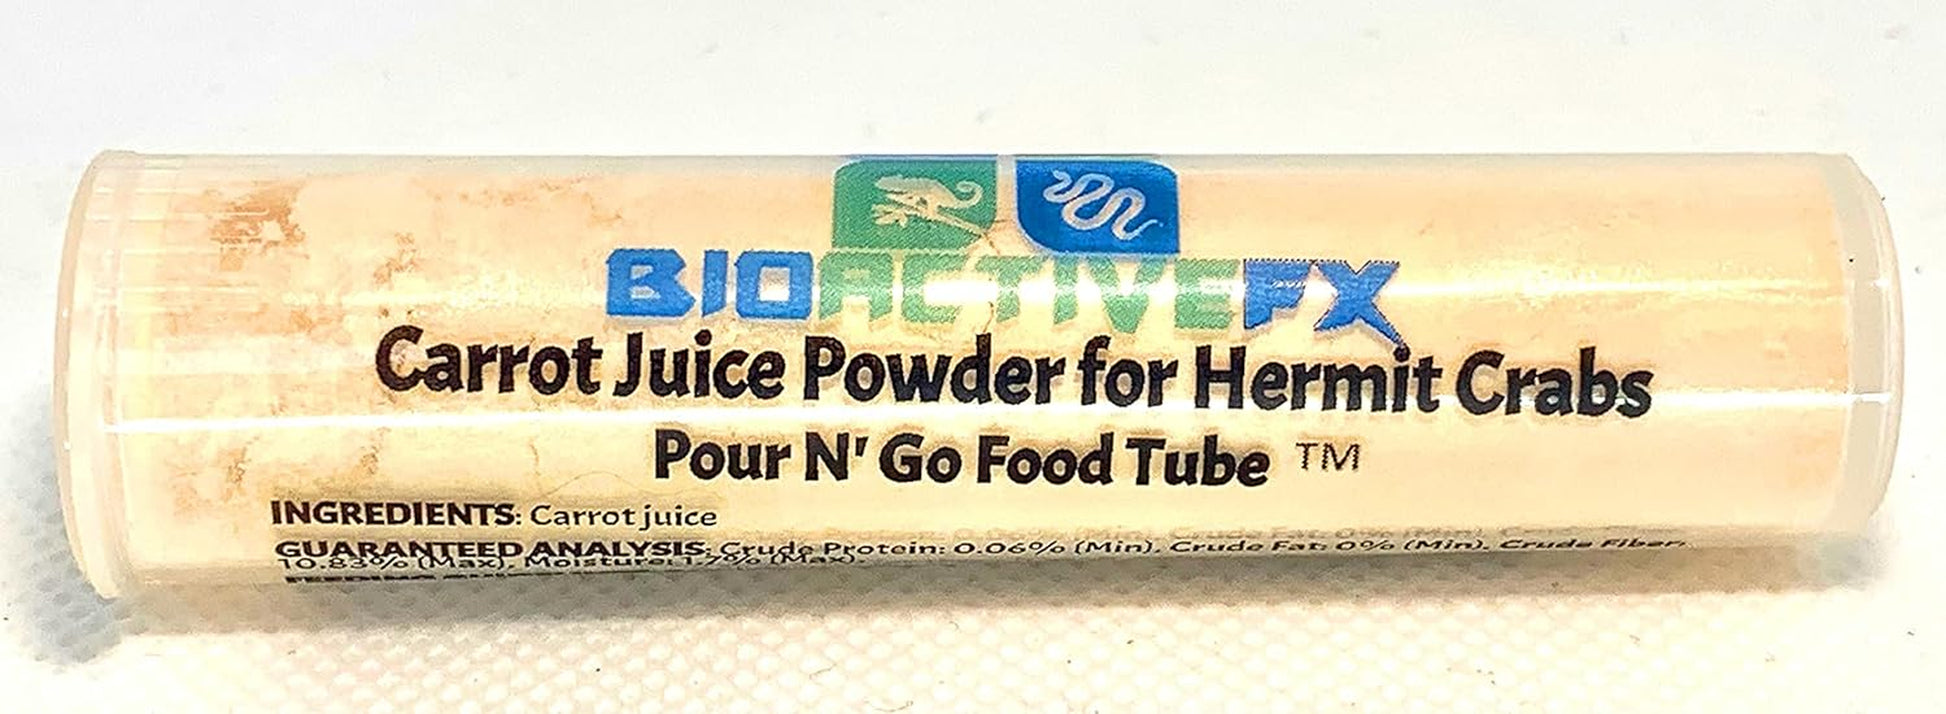 BIOACTIVEFX
Carrot Juice Powder for Hermit Crabs
Pour N' Go Food Tube ™
INGREDIENTS: Carrot juice
GUARANTEED ANALYSIS: Crude Protein: 0.06% (Min), Crude Fat: 0% (Min), Crude Fiber:
10.83% (Max), Moisture: 1.7% (Max).